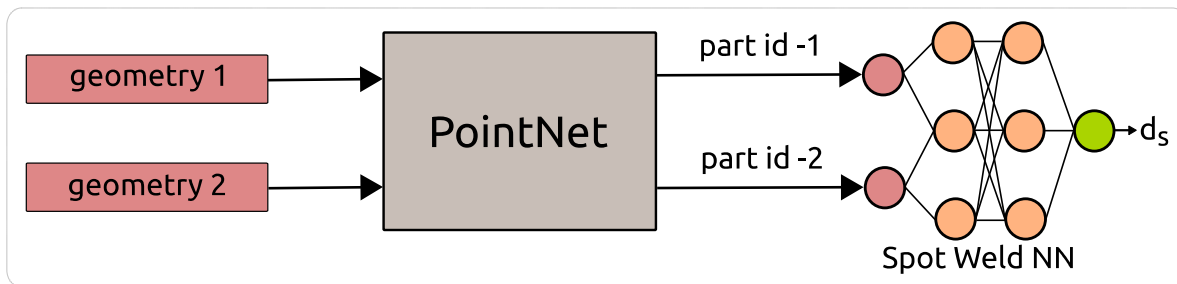 geometry 1
geometry 2
PointNet
part id -1
part id -2
dₛ
Spot Weld NN